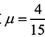 μ = 4/15